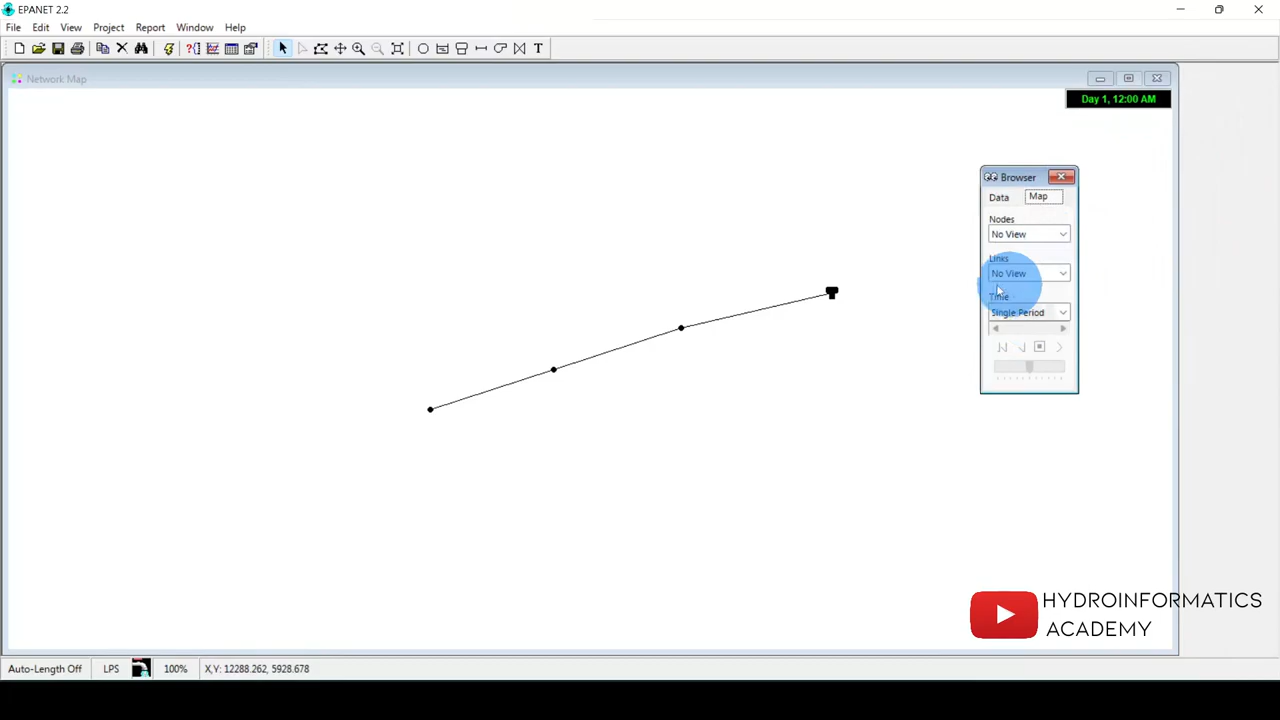 EPANET 2.2
File Edit View Project Report Window Help
T
Network Map
Day 1, 12:00 AM
Browser
Data Map
Nodes
No View
Links
No View
Time
Single Period
HYDROINFORMATICS
ACADEMY
Auto-Length Off LPS 100% X,Y: 12288.262, 5928.678